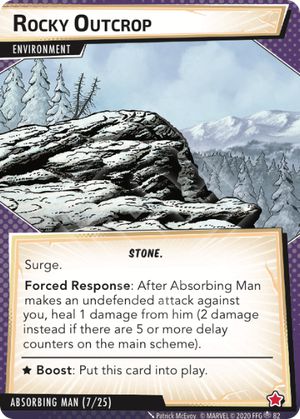 Rocky Outcrop
ENVIRONMENT
STONE.
Surge.
Forced Response: After Absorbing Man
makes an undefended attack against
you, heal 1 damage from him (2 damage
instead if there are 5 or more delay
counters on the main scheme).
★ Boost: Put this card into play.
ABSORBING MAN (7/25)
Patrick McEvoy © MARVEL © 2020 FFG 82